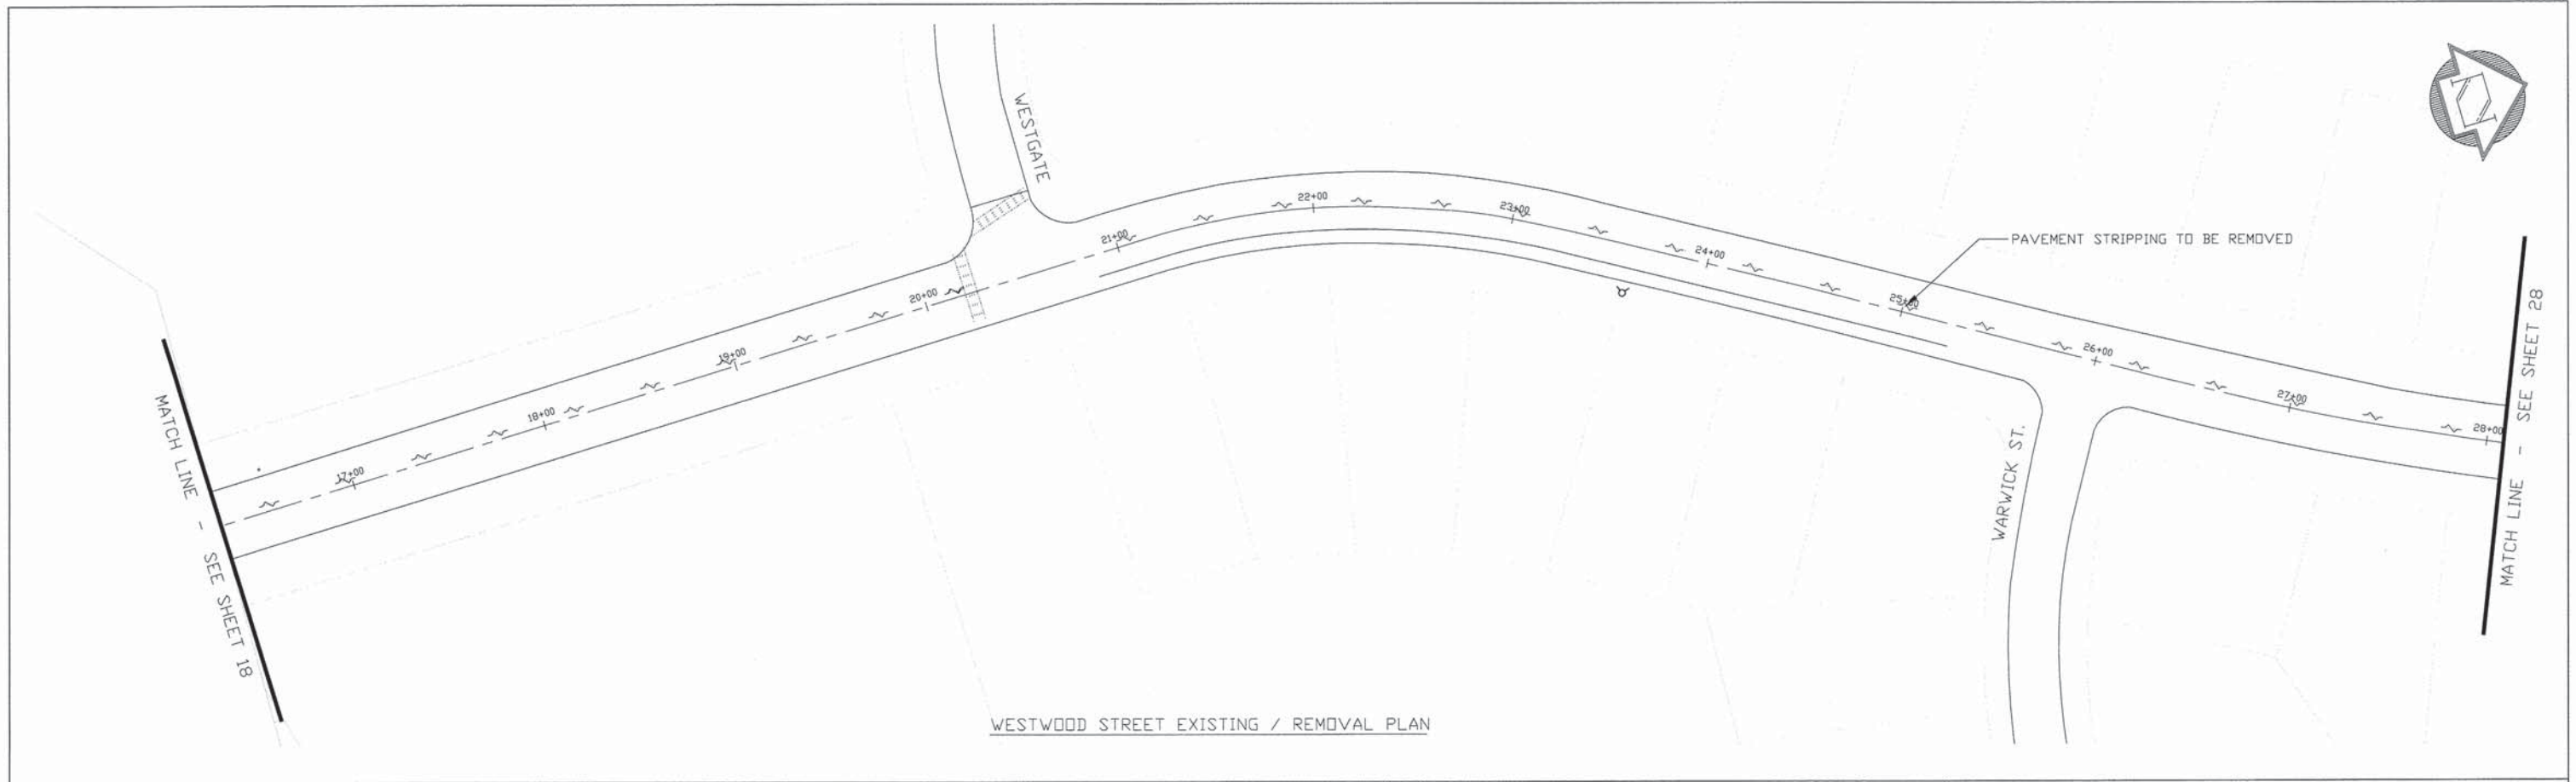 WESTGATE
22+00
23+00
21+00
24+00
PAVEMENT STRIPPING TO BE REMOVED
20+00
25+00
19+00
26+00
18+00
27+00
28+00
17+00
MATCH LINE - SEE SHEET 18
WARWICK ST.
MATCH LINE - SEE SHEET 28
WESTWOOD STREET EXISTING / REMOVAL PLAN